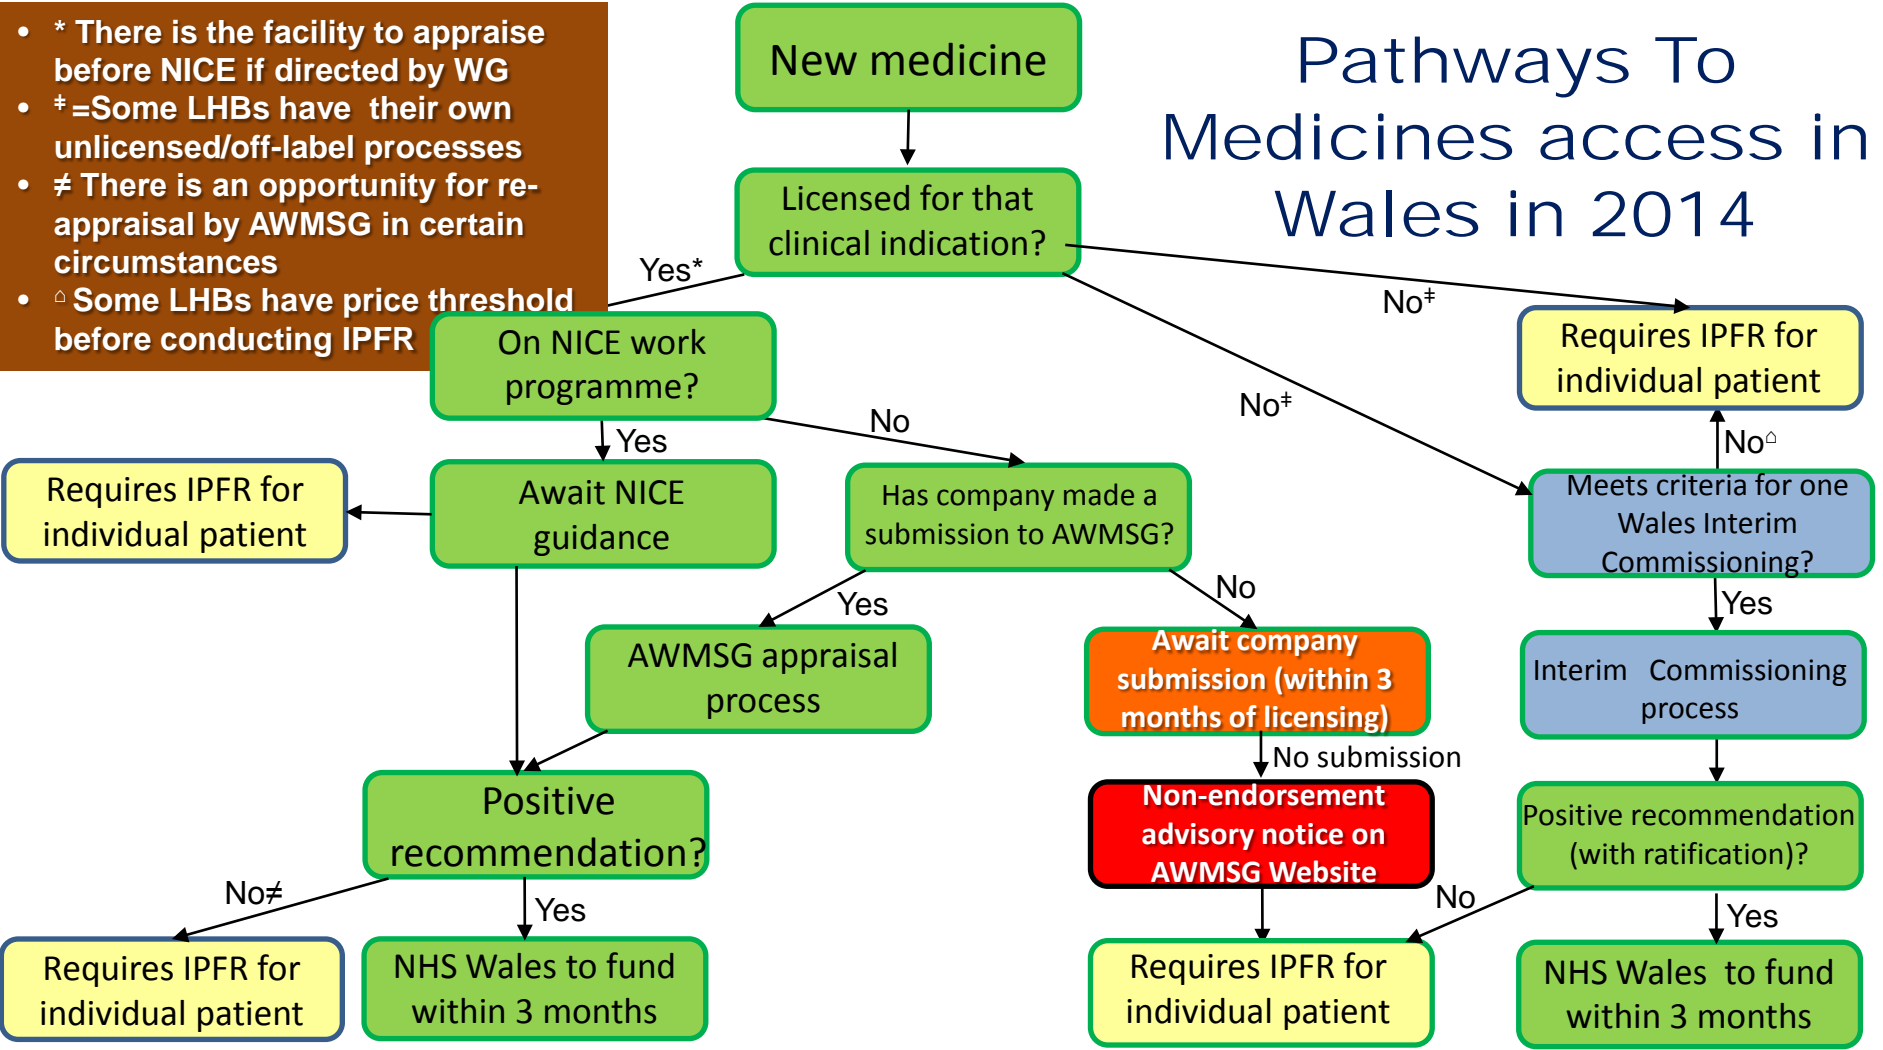 • * There is the facility to appraise
before NICE if directed by WG
• ǂ =Some LHBs have their own
unlicensed/off-label processes
• ≠ There is an opportunity for re-
appraisal by AWMSG in certain
circumstances
• ⌂ Some LHBs have price threshold
before conducting IPFR
Pathways To
Medicines access in
Wales in 2014
New medicine
Licensed for that
clinical indication?
Yes*
Noǂ
Noǂ
On NICE work
programme?
Requires IPFR for
individual patient
Yes
No
No⌂
Requires IPFR for
individual patient
Await NICE
guidance
Has company made a
submission to AWMSG?
Meets criteria for one
Wales Interim
Commissioning?
Yes
No
Yes
AWMSG appraisal
process
Await company
submission (within 3
months of licensing)
Interim Commissioning
process
No submission
Positive
recommendation?
Non-endorsement
advisory notice on
AWMSG Website
Positive recommendation
(with ratification)?
No≠
Yes
No
Yes
Requires IPFR for
individual patient
NHS Wales to fund
within 3 months
Requires IPFR for
individual patient
NHS Wales to fund
within 3 months